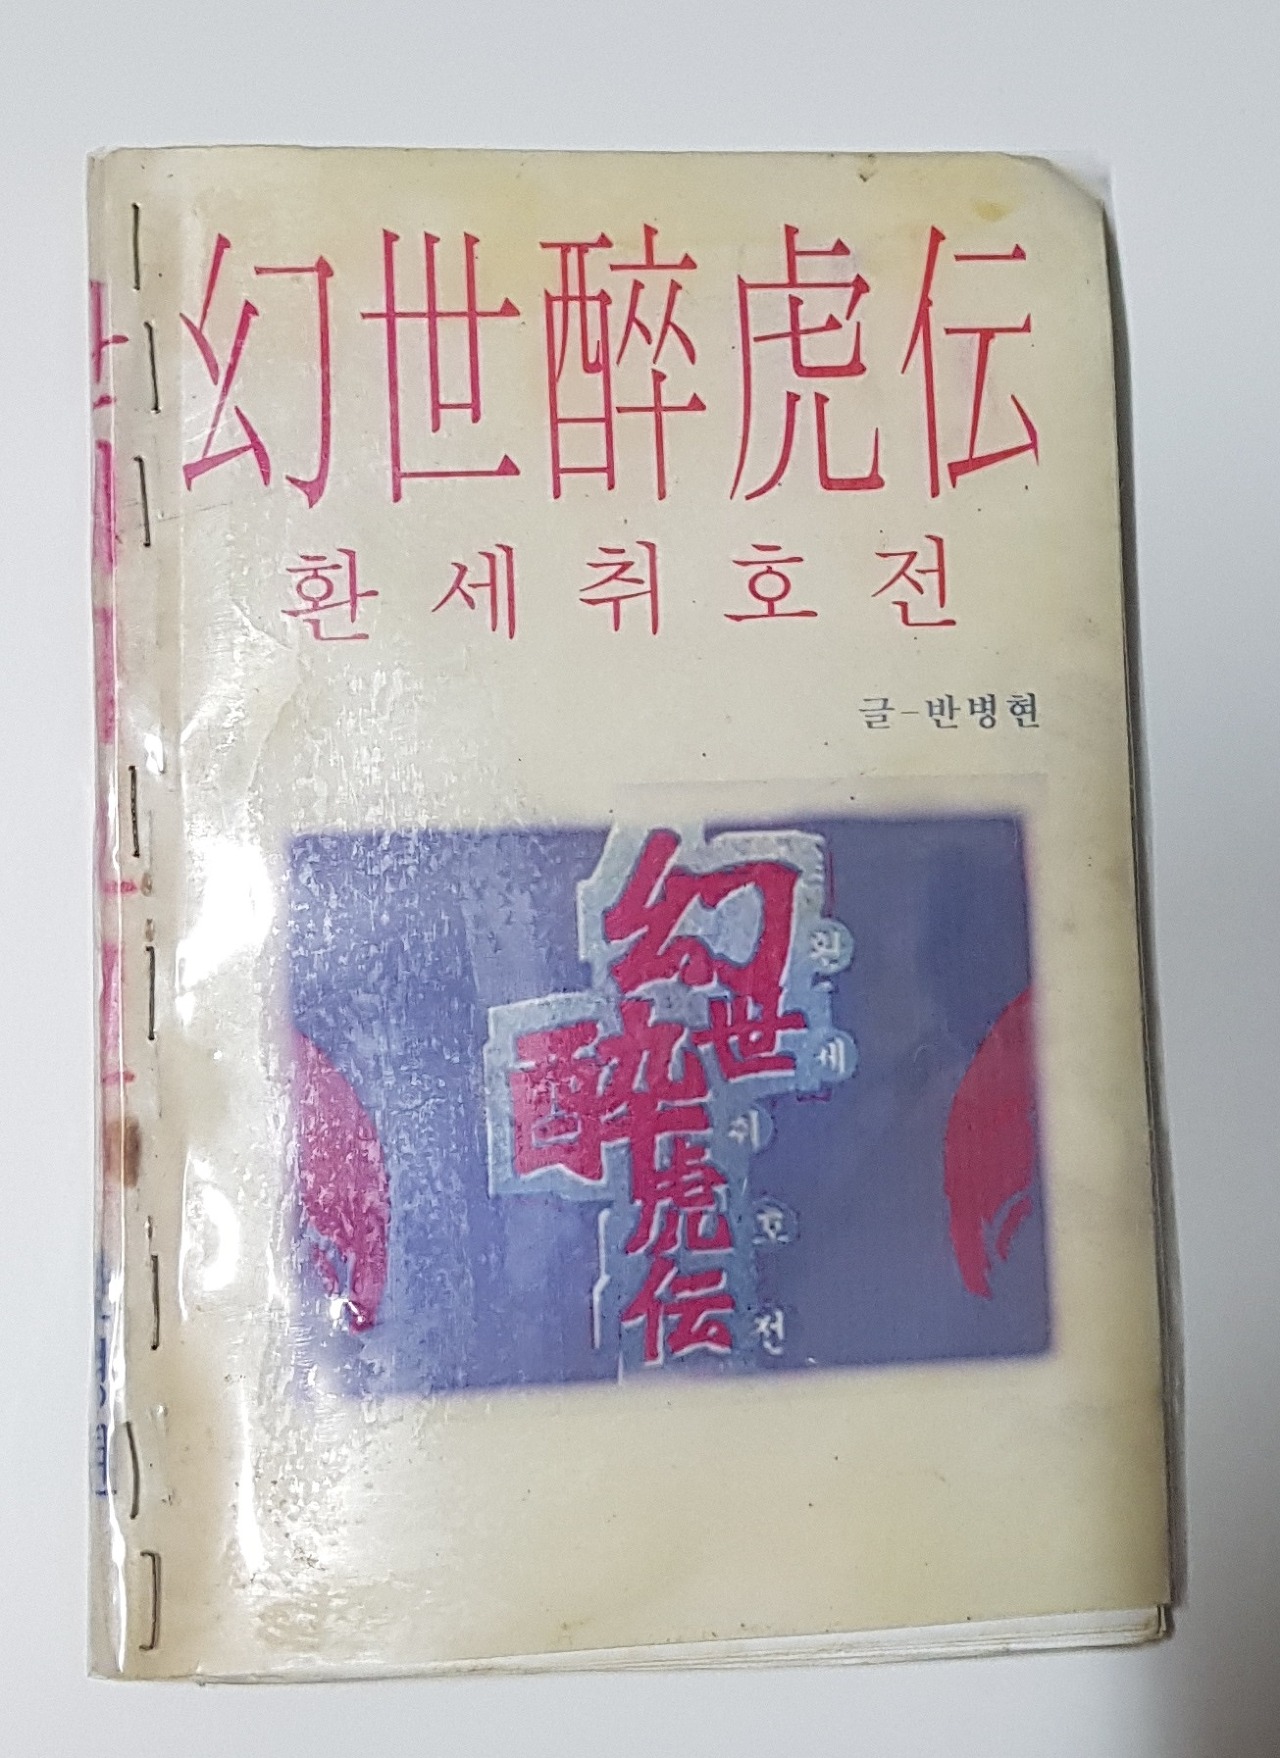 幻世醉虎伝
환세취호전
글-반병현
幻 환
世 세
酔 취
虎 호
伝 전